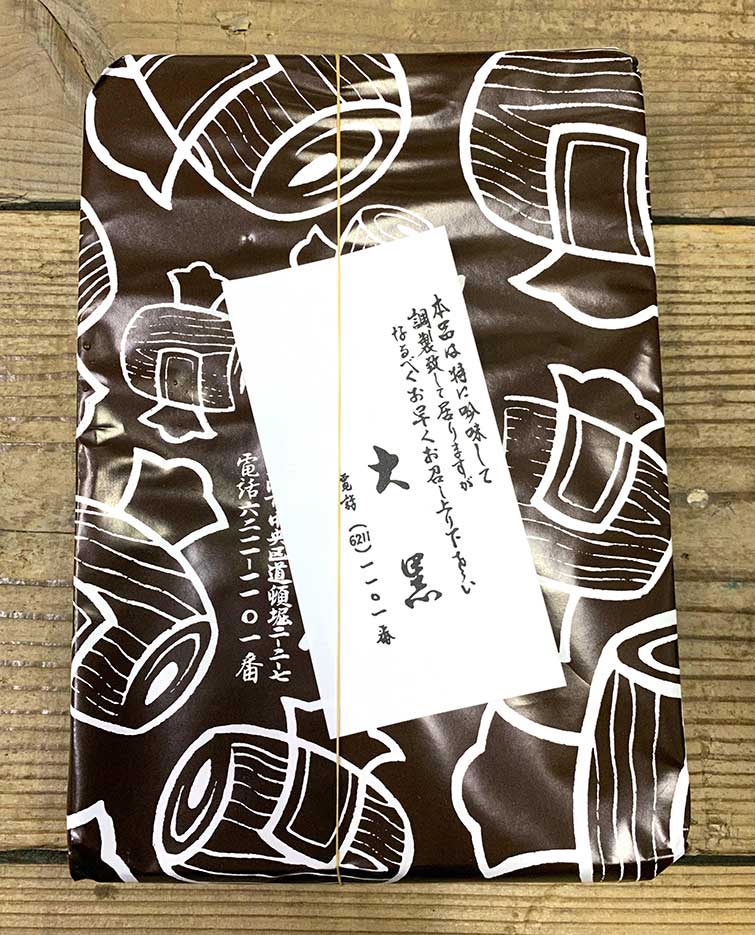 本品は特に吟味して
調製致して居りますが
なるべくお早くお召し上り下さい
大黒
電話(6211)一一〇一番
中央区道頓堀二-二-七
電話六二一一-一一〇一番